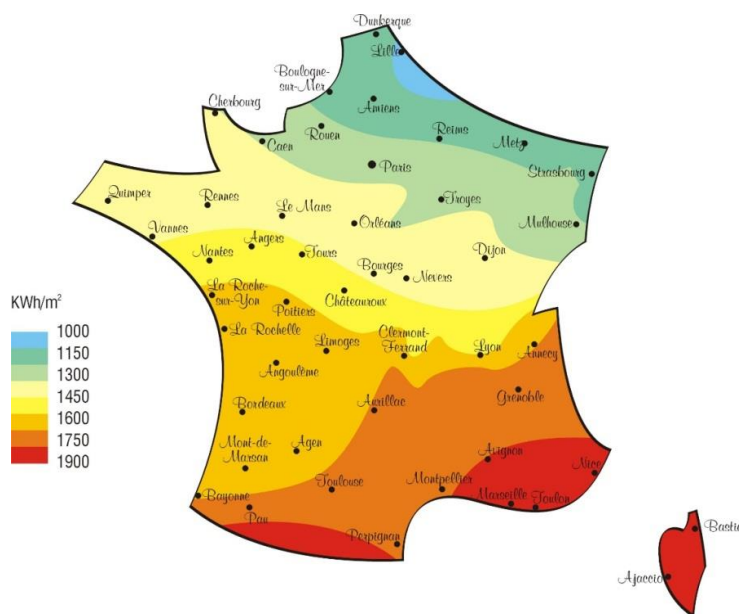 Dunkerque
Lille
Boulogne-
sur-Mer
Amiens
Cherbourg
Rouen
Reims
Caen
Metz
Paris
Strasbourg
Quimper
Rennes
Le Mans
Troyes
Orléans
Mulhouse
Vannes
Angers
Nantes
Tours
Dijon
Bourges
Nevers
La Roche-
sur-Yon
Châteauroux
Poitiers
KWh/m²
1000
1150
1300
1450
1600
1750
1900
La Rochelle
Limoges
Clermont-
Ferrand
Lyon
Annecy
Angoulême
Grenoble
Bordeaux
Aurillac
Mont-de-
Marsan
Agen
Avignon
Nice
Bayonne
Toulouse
Montpellier
Marseille
Toulon
Pau
Perpignan
Bastia
Ajaccio